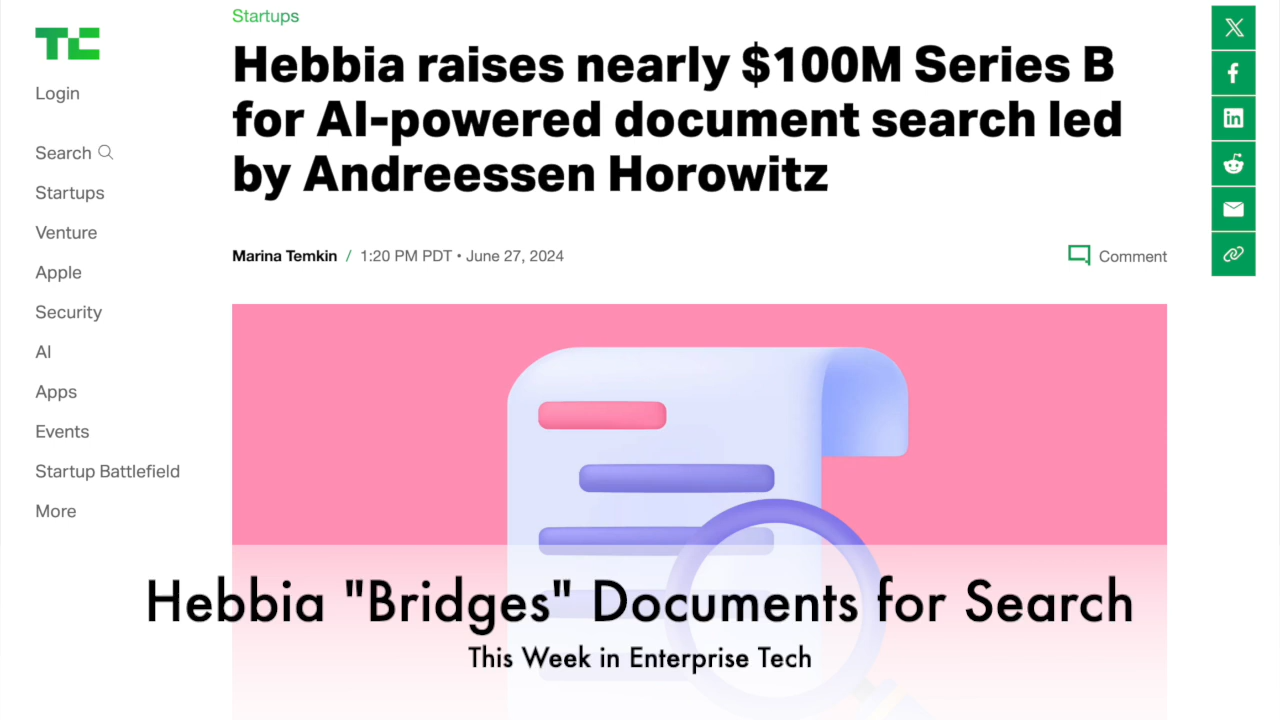 TC
Login
Search
Startups
Venture
Apple
Security
AI
Apps
Events
Startup Battlefield
More
Startups
Hebbia raises nearly $100M Series B
for AI-powered document search led
by Andreessen Horowitz
Marina Temkin / 1:20 PM PDT • June 27, 2024
Comment
X
f
in
Hebbia "Bridges" Documents for Search
This Week in Enterprise Tech